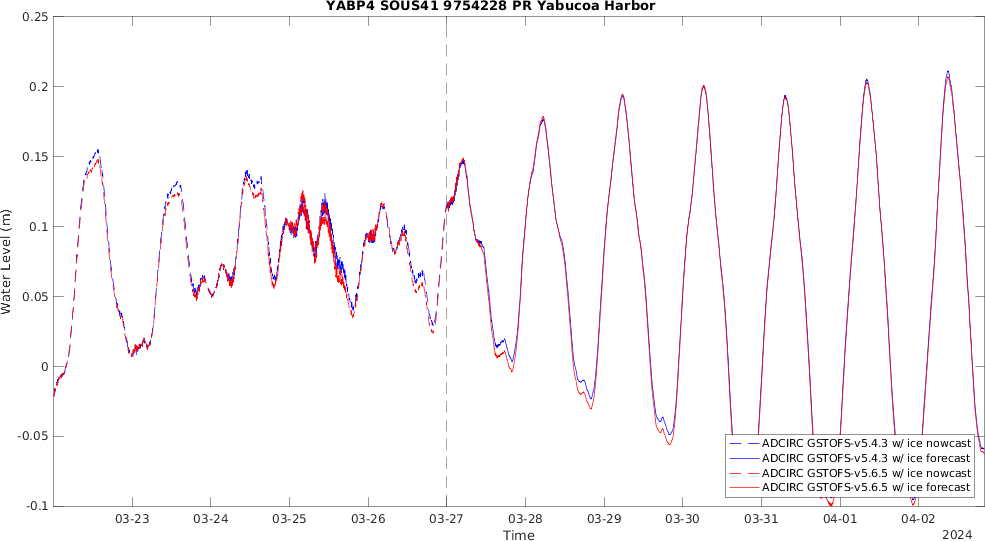 YABP4 SOUS41 9754228 PR Yabucoa Harbor
0.25
0.2
0.15
0.1
0.05
0
-0.05
-0.1
Water Level (m)
ADCIRC GSTOFS-v5.4.3 w/ ice nowcast
ADCIRC GSTOFS-v5.4.3 w/ ice forecast
ADCIRC GSTOFS-v5.6.5 w/ ice nowcast
ADCIRC GSTOFS-v5.6.5 w/ ice forecast
03-23 03-24 03-25 03-26 03-27 03-28 03-29 03-30 03-31 04-01 04-02
Time
2024